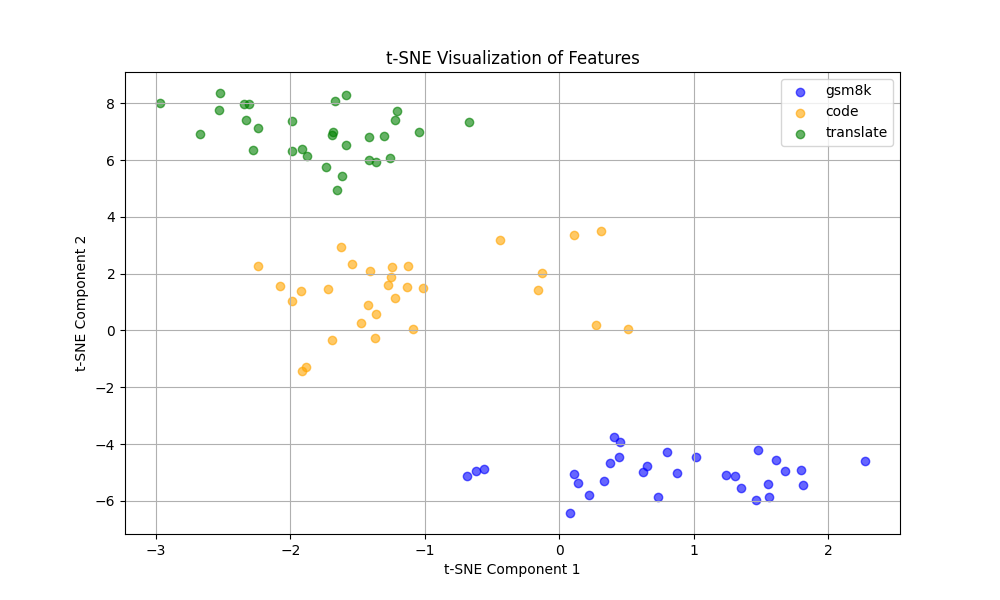 t-SNE Visualization of Features
gsm8k
code
translate
8
6
4
2
0
−2
−4
−6
t-SNE Component 2
−3
−2
−1
0
1
2
t-SNE Component 1